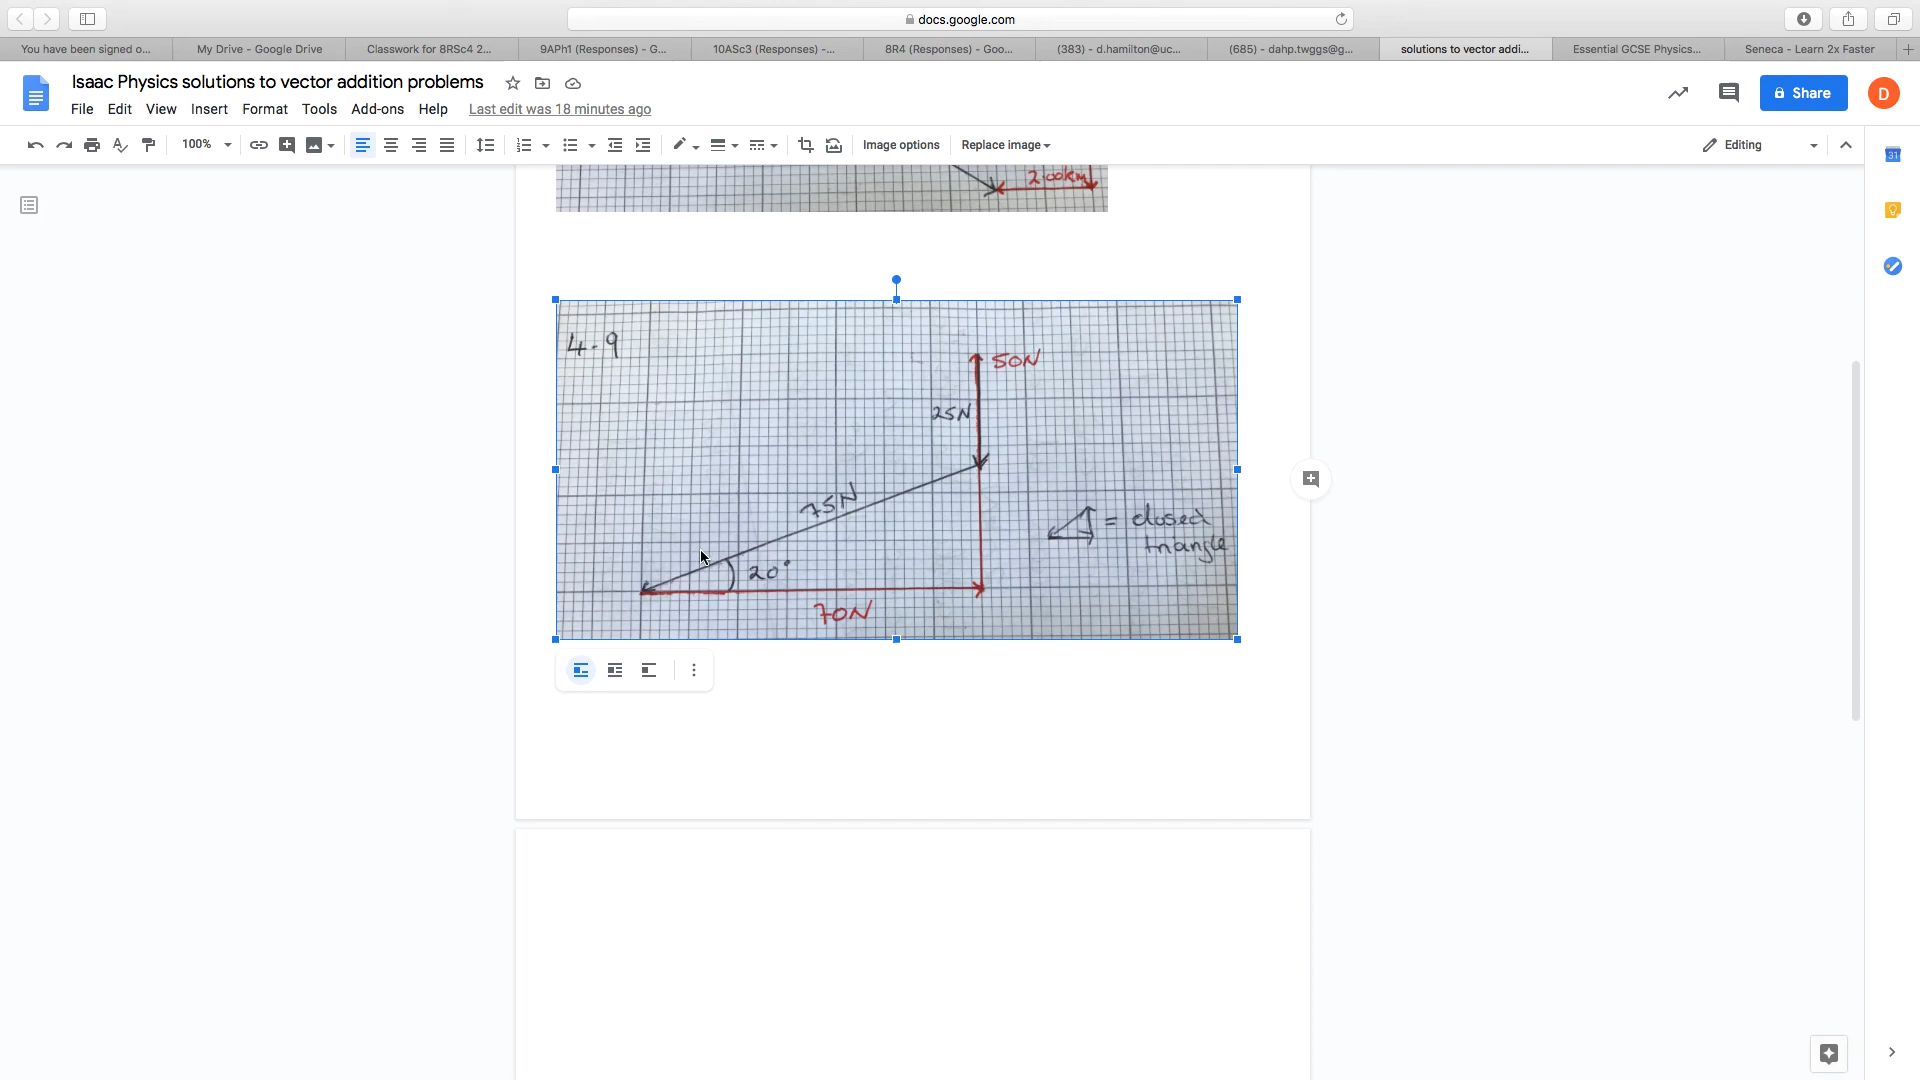 docs.google.com
You have been signed o...
My Drive - Google Drive
Classwork for 8RSc4 2...
9APh1 (Responses) - G...
10ASc3 (Responses) -...
8R4 (Responses) - Goo...
(383) - d.hamilton@uc...
(685) - dahp.twggs@g...
solutions to vector addi...
Essential GCSE Physics...
Seneca - Learn 2x Faster
Isaac Physics solutions to vector addition problems
File Edit View Insert Format Tools Add-ons Help Last edit was 18 minutes ago
Share
D
100%
Image options
Replace image
Editing
31
2.00km
4.9
50N
25N
75N
= closed
triangle
20°
70N